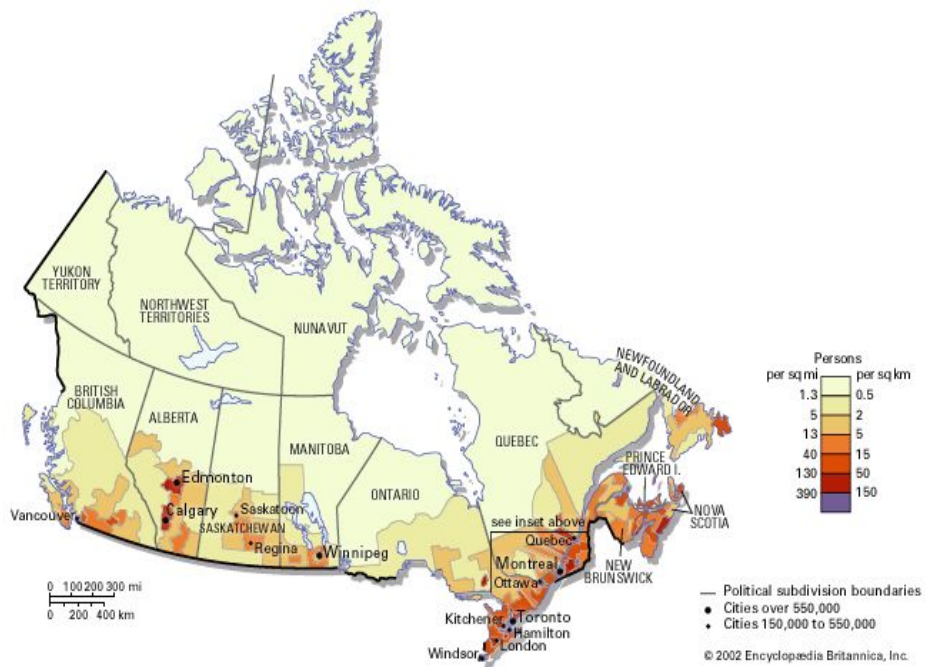 YUKON
TERRITORY
NORTHWEST
TERRITORIES
NUNAVUT
BRITISH
COLUMBIA
ALBERTA
MANITOBA
ONTARIO
QUEBEC
NEWFOUNDLAND
AND LABRADOR
PRINCE
EDWARD I.
NOVA
SCOTIA
NEW
BRUNSWICK
SASKATCHEWAN
Edmonton
Calgary
Vancouver
Saskatoon
Regina
Winnipeg
see inset above
Quebec
Montreal
Ottawa
Kitchener
Toronto
Hamilton
London
Windsor
Persons
per sq mi per sq km
1.3 0.5
5 2
13 5
40 15
130 50
390 150
0 100 200 300 mi
0 200 400 km
Political subdivision boundaries
Cities over 550,000
Cities 150,000 to 550,000
© 2002 Encyclopædia Britannica, Inc.